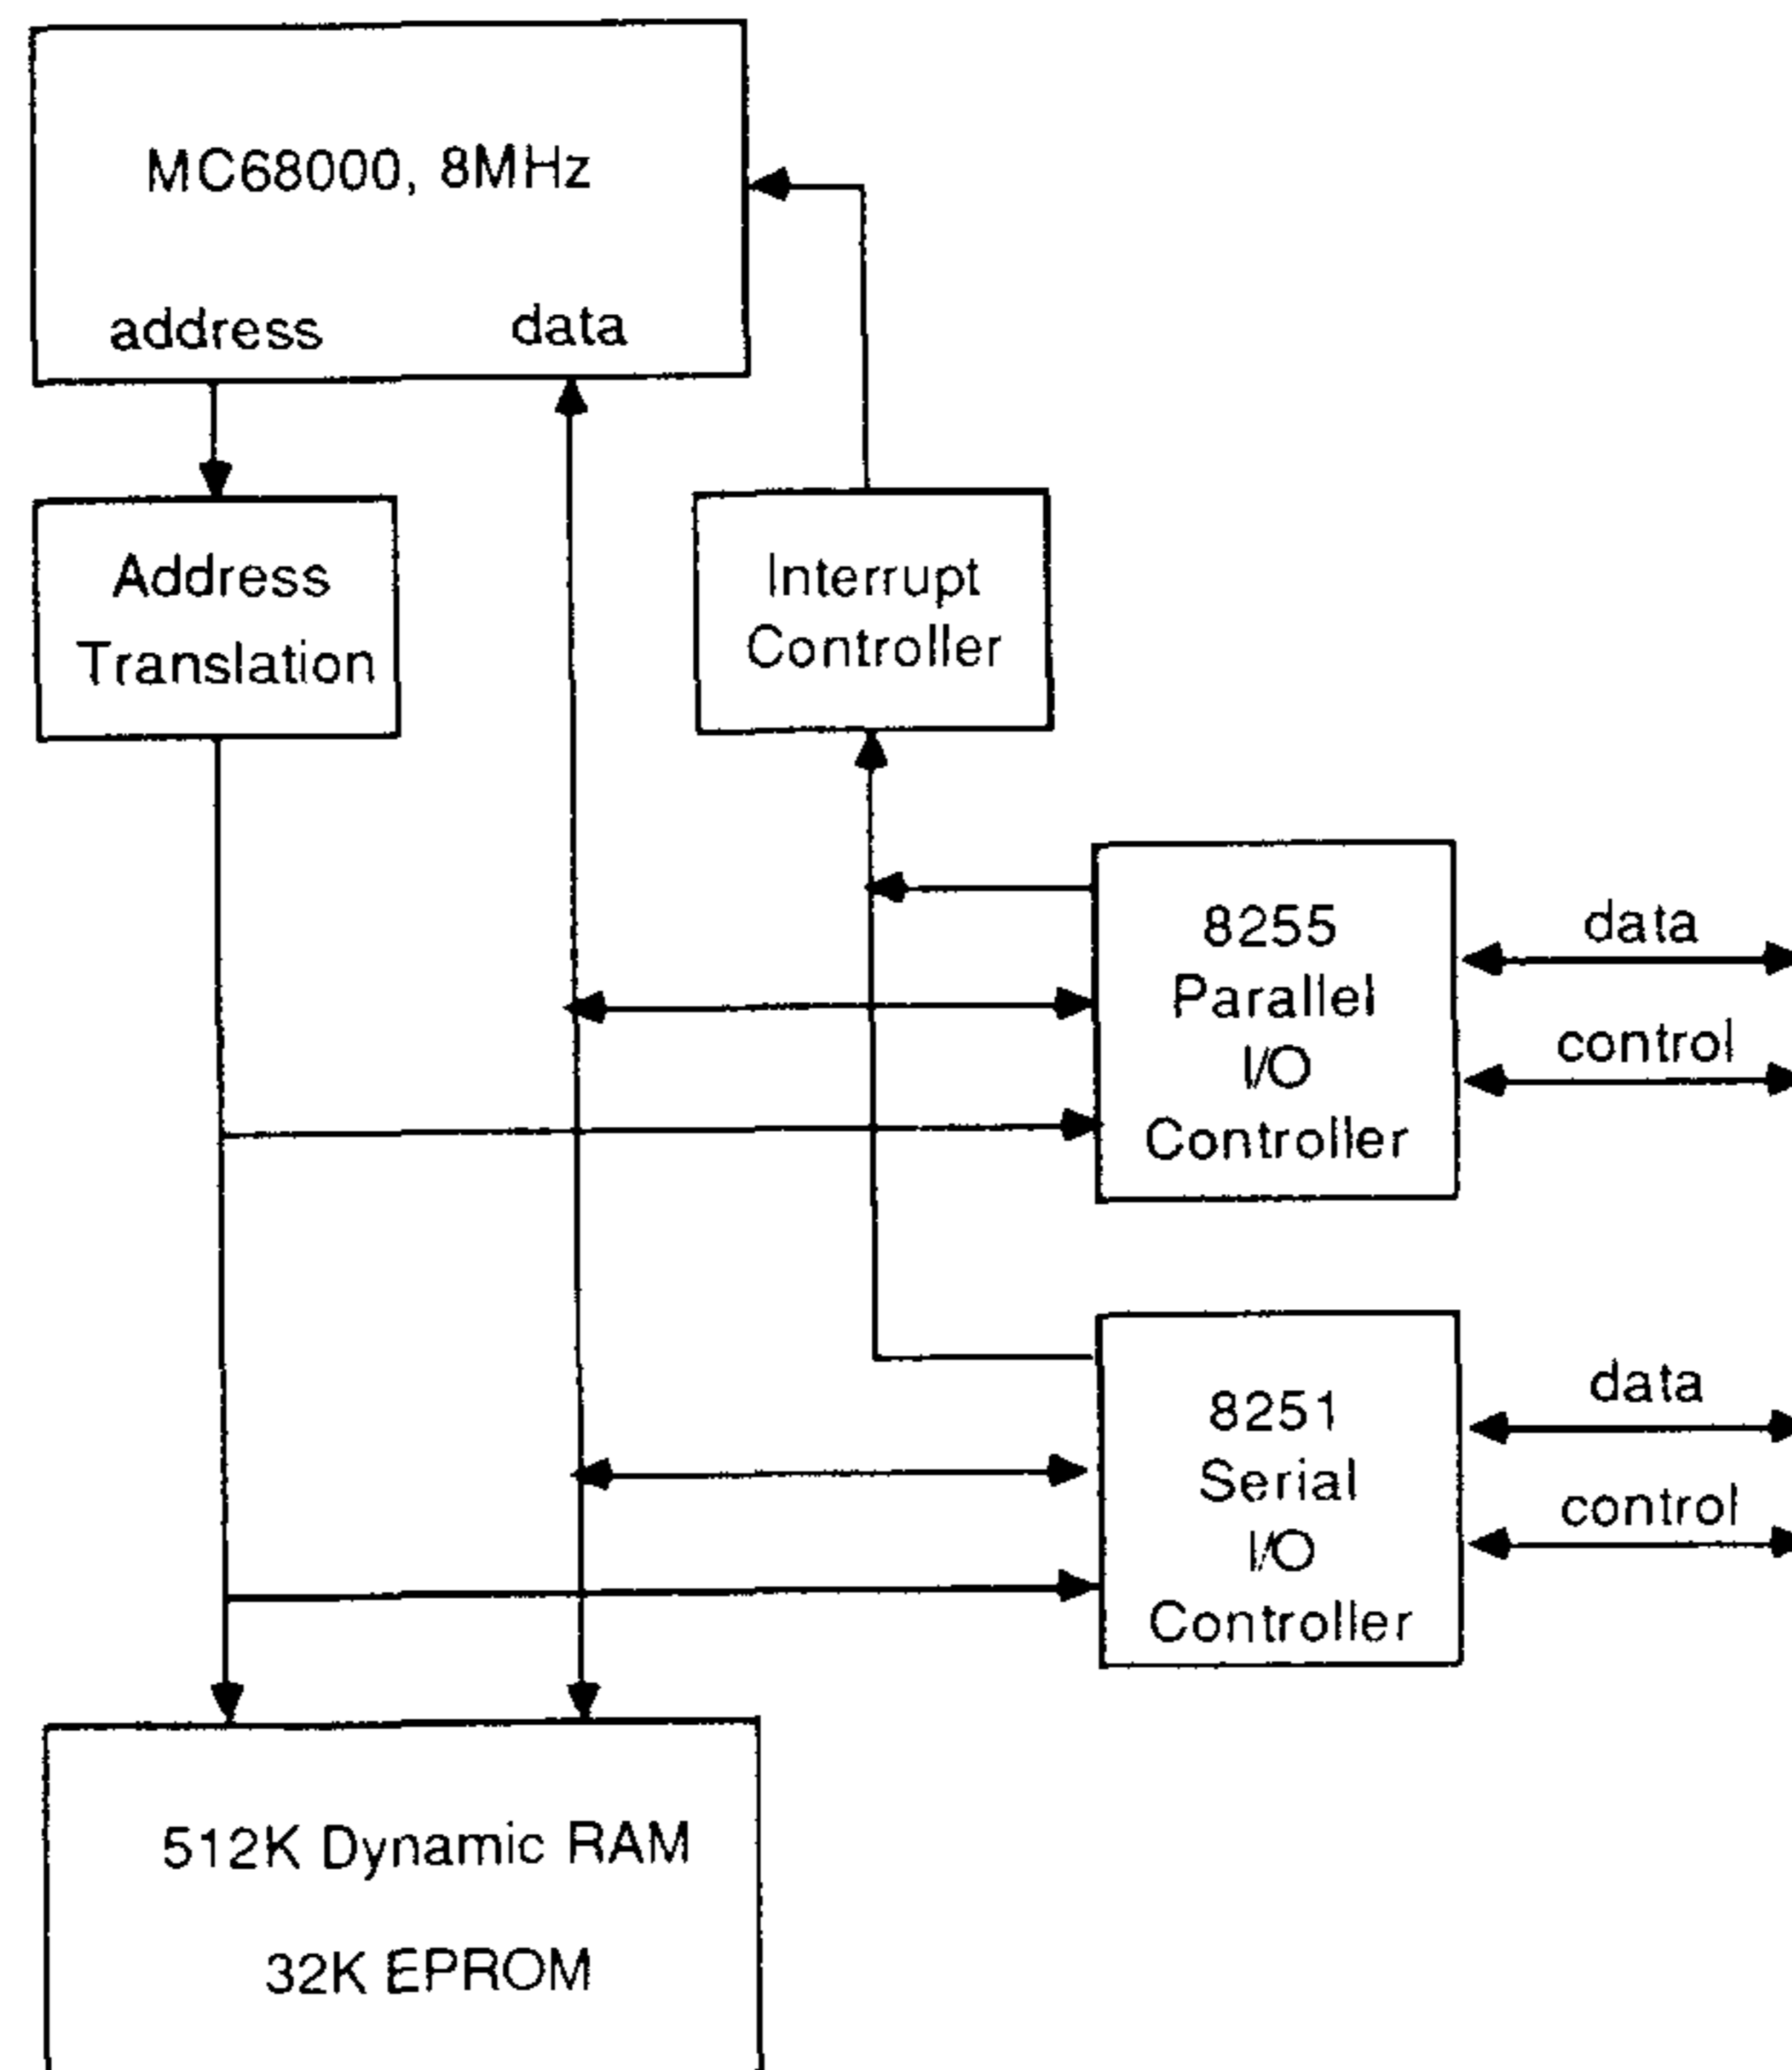 MC68000, 8MHz
address data
Address
Translation
Interrupt
Controller
8255
Parallel
I/O
Controller
data
control
8251
Serial
I/O
Controller
data
control
512K Dynamic RAM
32K EPROM